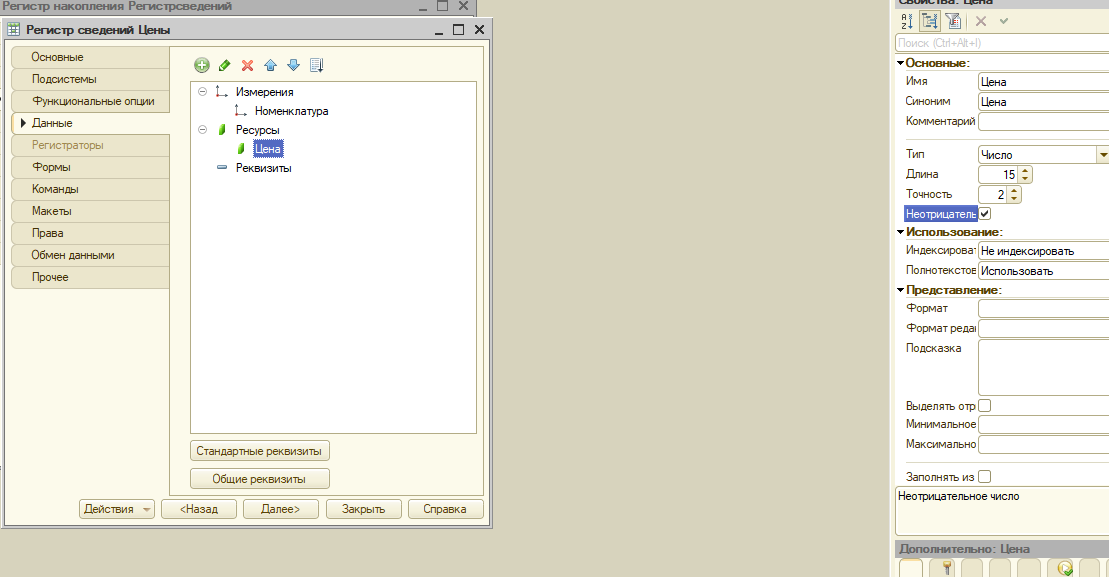 Регистр накопления Регистрсведений
Регистр сведений Цены
Основные
Подсистемы
Функциональные опции
Данные
Регистраторы
Формы
Команды
Макеты
Права
Обмен данными
Прочее
Измерения
Номенклатура
Ресурсы
Цена
Реквизиты
Стандартные реквизиты
Общие реквизиты
Действия
<Назад
Далее>
Закрыть
Справка
Свойства: Цена
Поиск (Ctrl+Alt+I)
Основные:
Имя Цена
Синоним Цена
Комментарий
Тип Число
Длина 15
Точность 2
Неотрицатель
Использование:
Индексироват Не индексировать
Полнотекстов Использовать
Представление:
Формат
Формат реда
Подсказка
Выделять отр
Минимальное
Максимально
Заполнять из
Неотрицательное число
Дополнительно: Цена